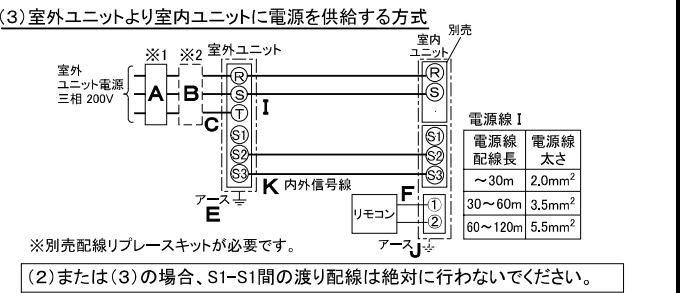 (3)室外ユニットより室内ユニットに電源を供給する方式
別売
※1 ※2 室外ユニット
室内
ユニット
室外
ユニット電源
三相 200V
A B C
R
S
T
S1
S2
S3
I
R
S
S1
S2
S3
K 内外信号線
アース
E
リモコン
F
①
②
アース J
電源線 I
電源線
配線長
電源線
太さ
～30m 2.0mm²
30～60m 3.5mm²
60～120m 5.5mm²
※別売配線リプレースキットが必要です。
(2)または(3)の場合、S1-S1間の渡り配線は絶対に行わないでください。